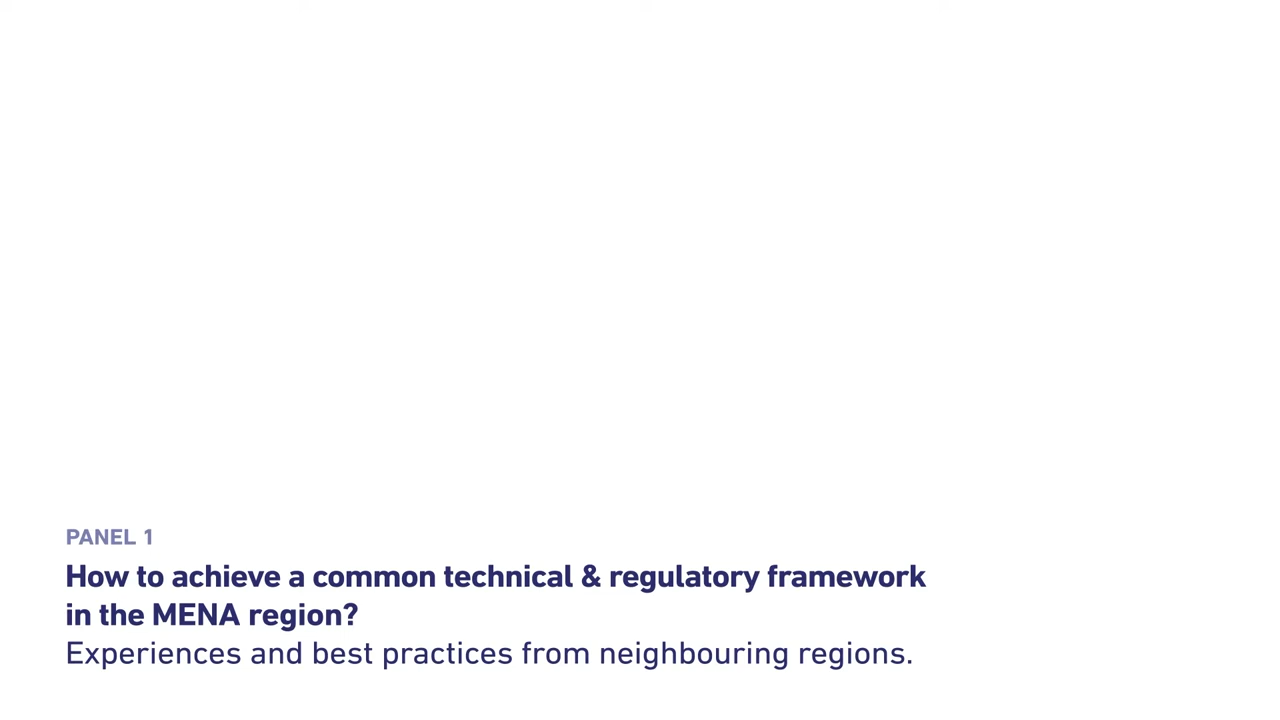 PANEL 1
How to achieve a common technical & regulatory framework
in the MENA region?
Experiences and best practices from neighbouring regions.